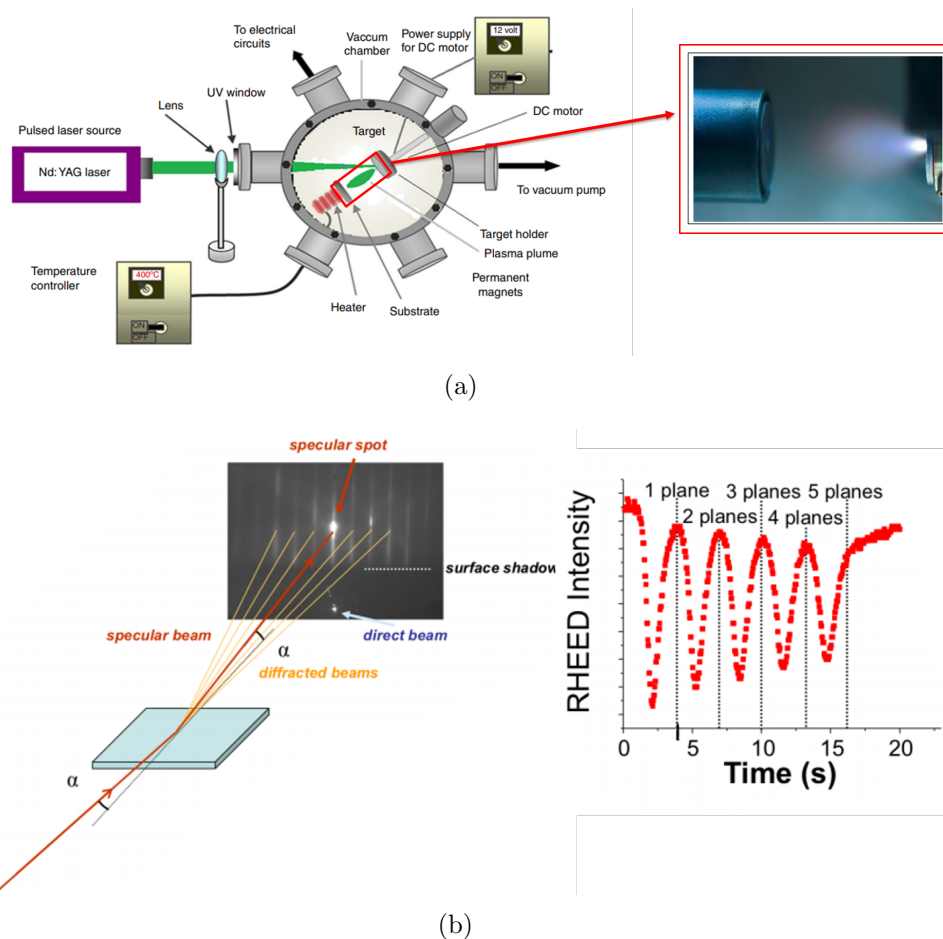 To electrical
circuits
Vaccum
chamber
Power supply
for DC motor
12 volt
ON
OFF
UV window
Lens
Target
DC motor
Pulsed laser source
Nd: YAG laser
To vacuum pump
Target holder
Plasma plume
Permanent
magnets
Temperature
controller
400°C
ON
OFF
Heater
Substrate
(a)
specular spot
surface shadow
specular beam
direct beam
α
diffracted beams
α
1 plane
3 planes
5 planes
2 planes
4 planes
RHEED Intensity
0
5
10
15
20
Time (s)
(b)